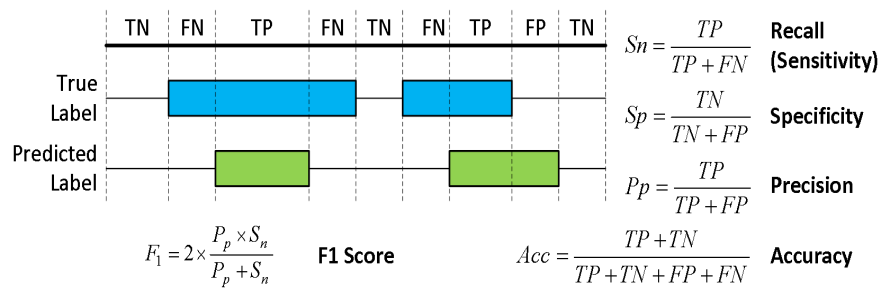 TN FN TP FN TN FN TP FP TN
True
Label
Predicted
Label
Sn = TP / (TP + FN) Recall
(Sensitivity)
Sp = TN / (TN + FP) Specificity
Pp = TP / (TP + FP) Precision
F₁ = 2 × (Pₚ × Sₙ) / (Pₚ + Sₙ) F1 Score
Acc = (TP + TN) / (TP + TN + FP + FN) Accuracy